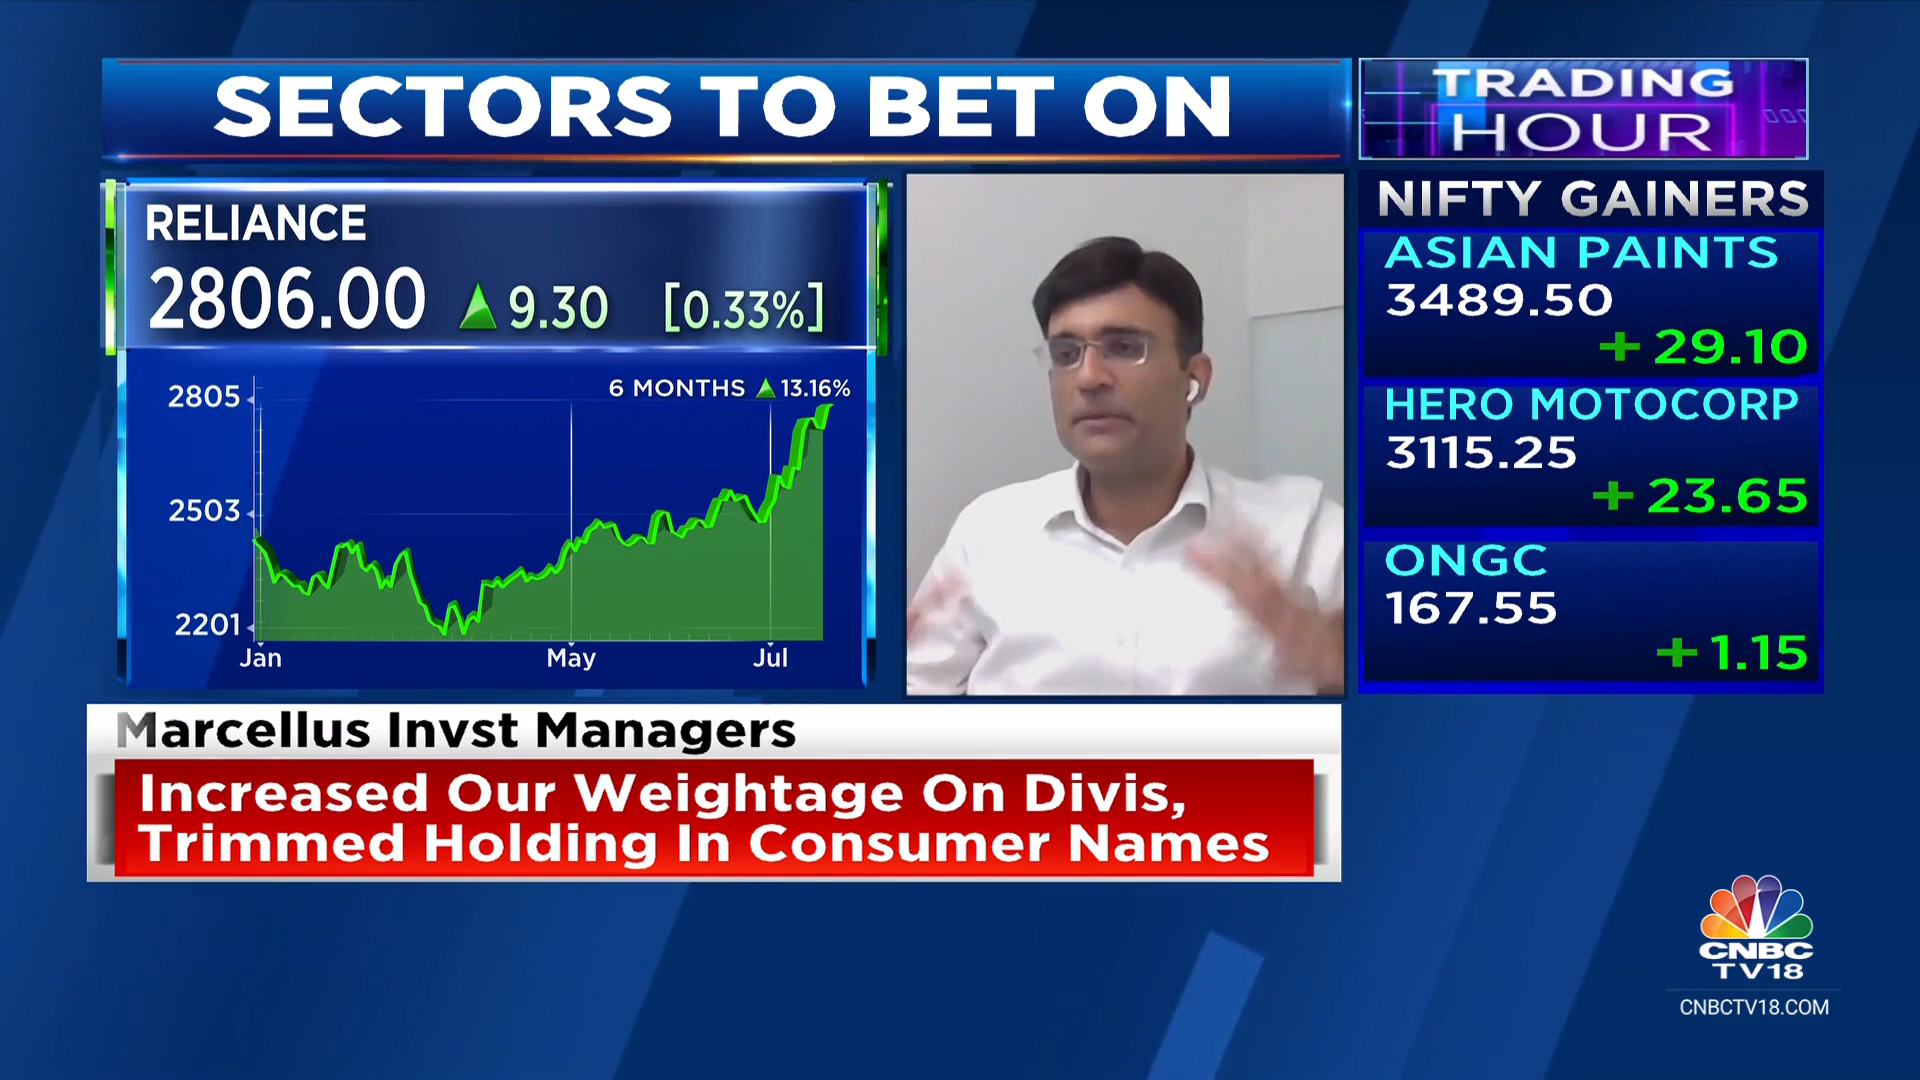 SECTORS TO BET ON
TRADING
HOUR
RELIANCE
2806.00 ▲ 9.30 [0.33%]
6 MONTHS ▲ 13.16%
2805
2503
2201
Jan May Jul
NIFTY GAINERS
ASIAN PAINTS
3489.50
+ 29.10
HERO MOTOCORP
3115.25
+ 23.65
ONGC
167.55
+ 1.15
Marcellus Invst Managers
Increased Our Weightage On Divis,
Trimmed Holding In Consumer Names
CNBC
TV18
CNBCTV18.COM